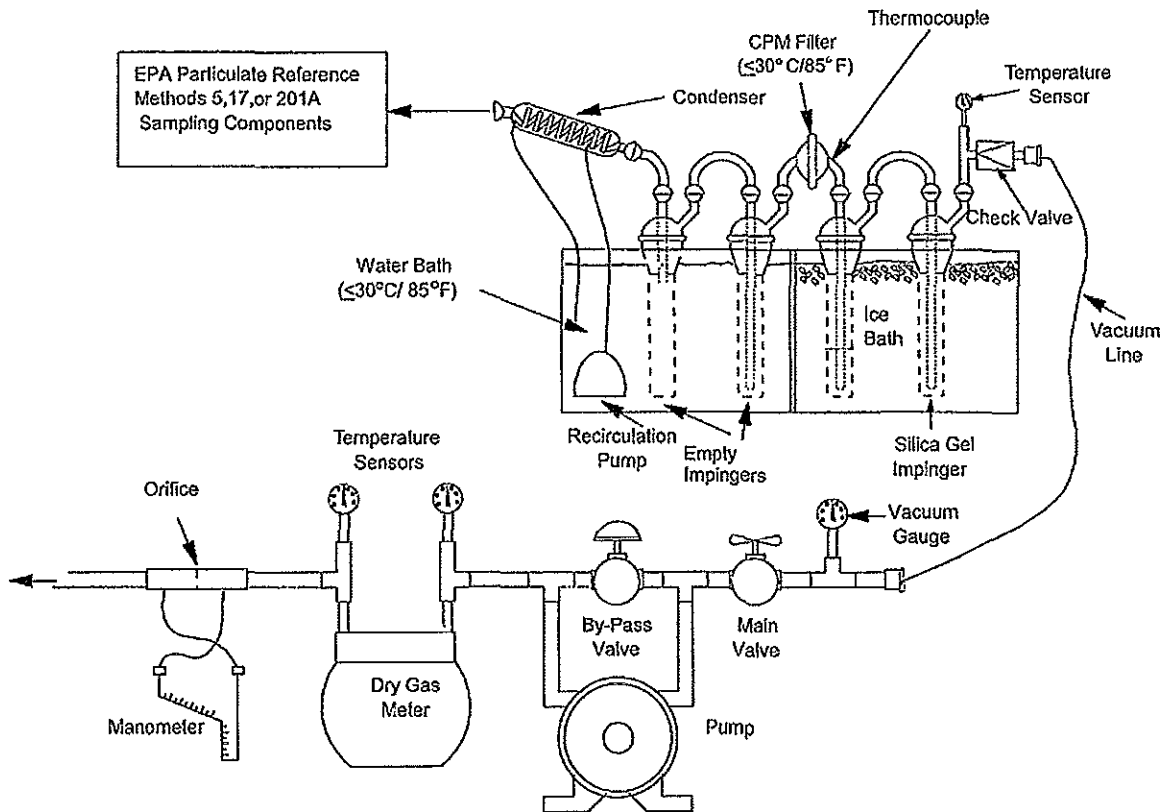 EPA Particulate Reference
Methods 5,17,or 201A
Sampling Components
Condenser
CPM Filter
(≤30°C/85°F)
Thermocouple
Temperature
Sensor
Check Valve
Water Bath
(≤30°C/ 85°F)
Ice
Bath
Vacuum
Line
Recirculation
Pump
Empty
Impingers
Silica Gel
Impinger
Temperature
Sensors
Orifice
Vacuum
Gauge
By-Pass
Valve
Main
Valve
Dry Gas
Meter
Manometer
Pump